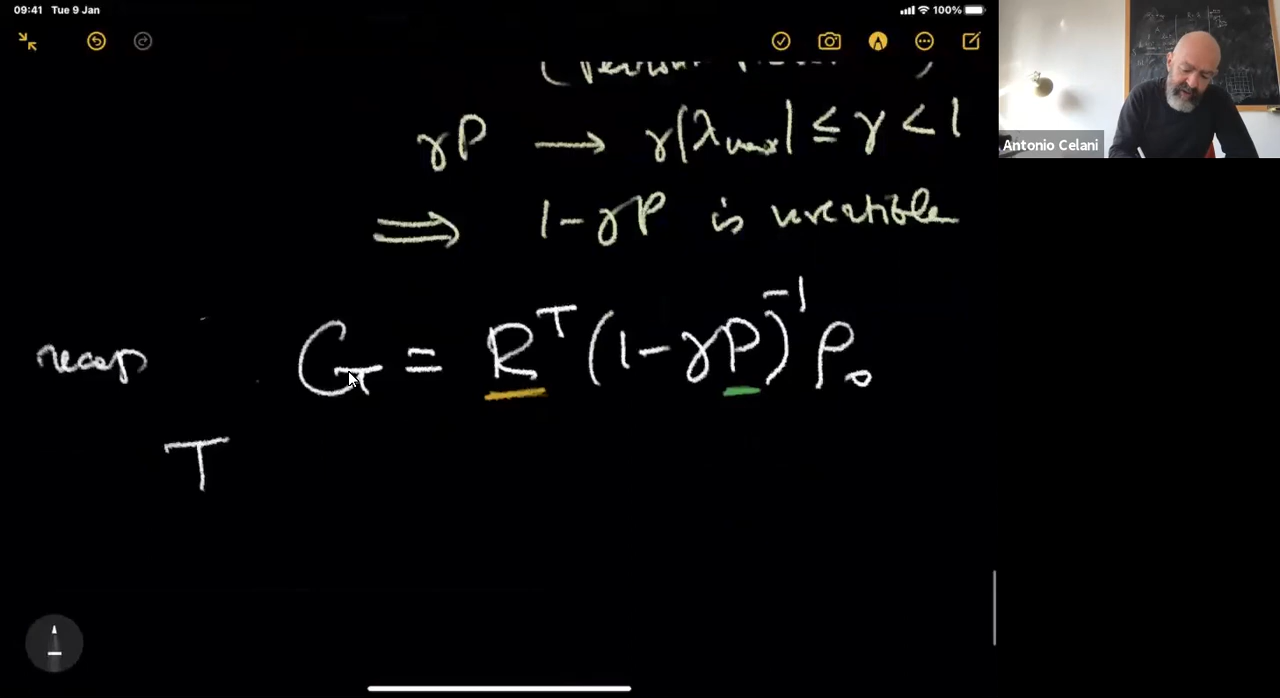 09:41 Tue 9 Jan
100%
Antonio Celani
γP → γ|λmax| ≤ γ < 1
⟹ 1-γP is invertible
recap G = R^T (1-γP)^-1 ρ₀
T